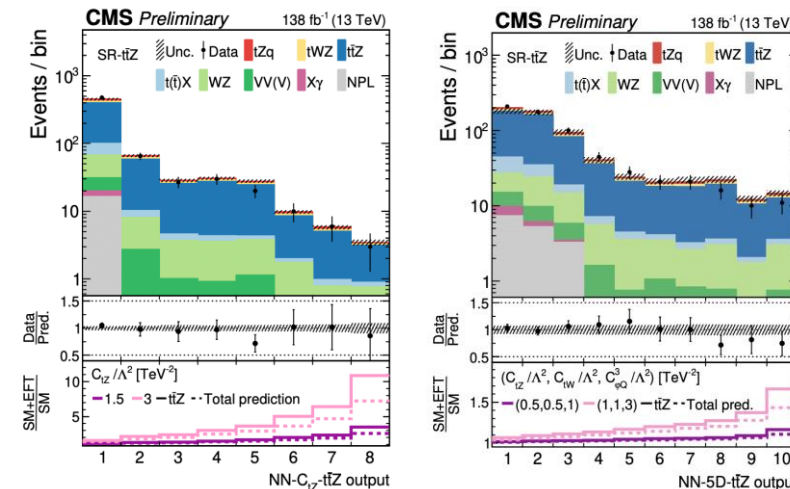 CMS Preliminary 138 fb⁻¹ (13 TeV)
SR-tt̄Z Unc. Data tZq tWZ tt̄Z
t(t̄)X WZ VV(V) Xγ NPL
Events / bin
10³
10²
10
1
Data
Pred.
1.5
1
0.5
SM+EFT
SM
10
5
C_tZ /Λ² [TeV⁻²]
1.5 3 tt̄Z Total prediction
1 2 3 4 5 6 7 8
NN-C_tZ-tt̄Z output
CMS Preliminary 138 fb⁻¹ (13 TeV)
SR-tt̄Z Unc. Data tZq tWZ tt̄Z
t(t̄)X WZ VV(V) Xγ NPL
Events / bin
10³
10²
10
1
Data
Pred.
1.5
1
0.5
SM+EFT
SM
1.5
1
(C_tZ /Λ², C_tW /Λ², C³_φQ /Λ²) [TeV⁻²]
(0.5,0.5,1) (1,1,3) tt̄Z Total pred.
1 2 3 4 5 6 7 8 9 10
NN-5D-tt̄Z output